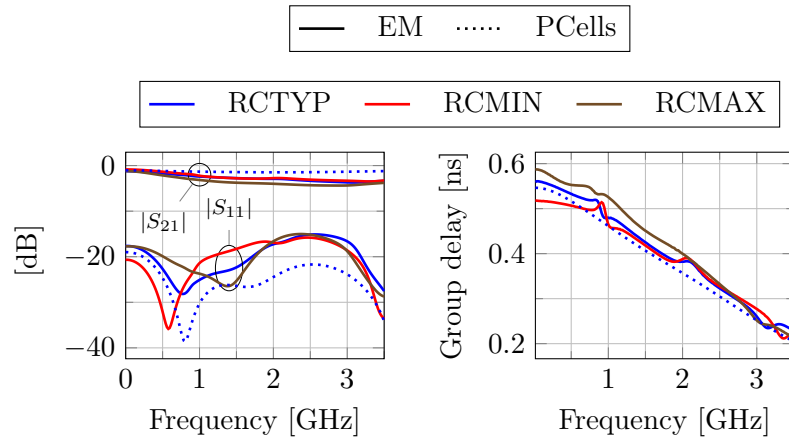 EM PCells
RCTYP RCMIN RCMAX
0
−20
−40
[dB]
|S21| |S11|
0 1 2 3
Frequency [GHz]
0.6
0.4
0.2
Group delay [ns]
0 1 2 3
Frequency [GHz]